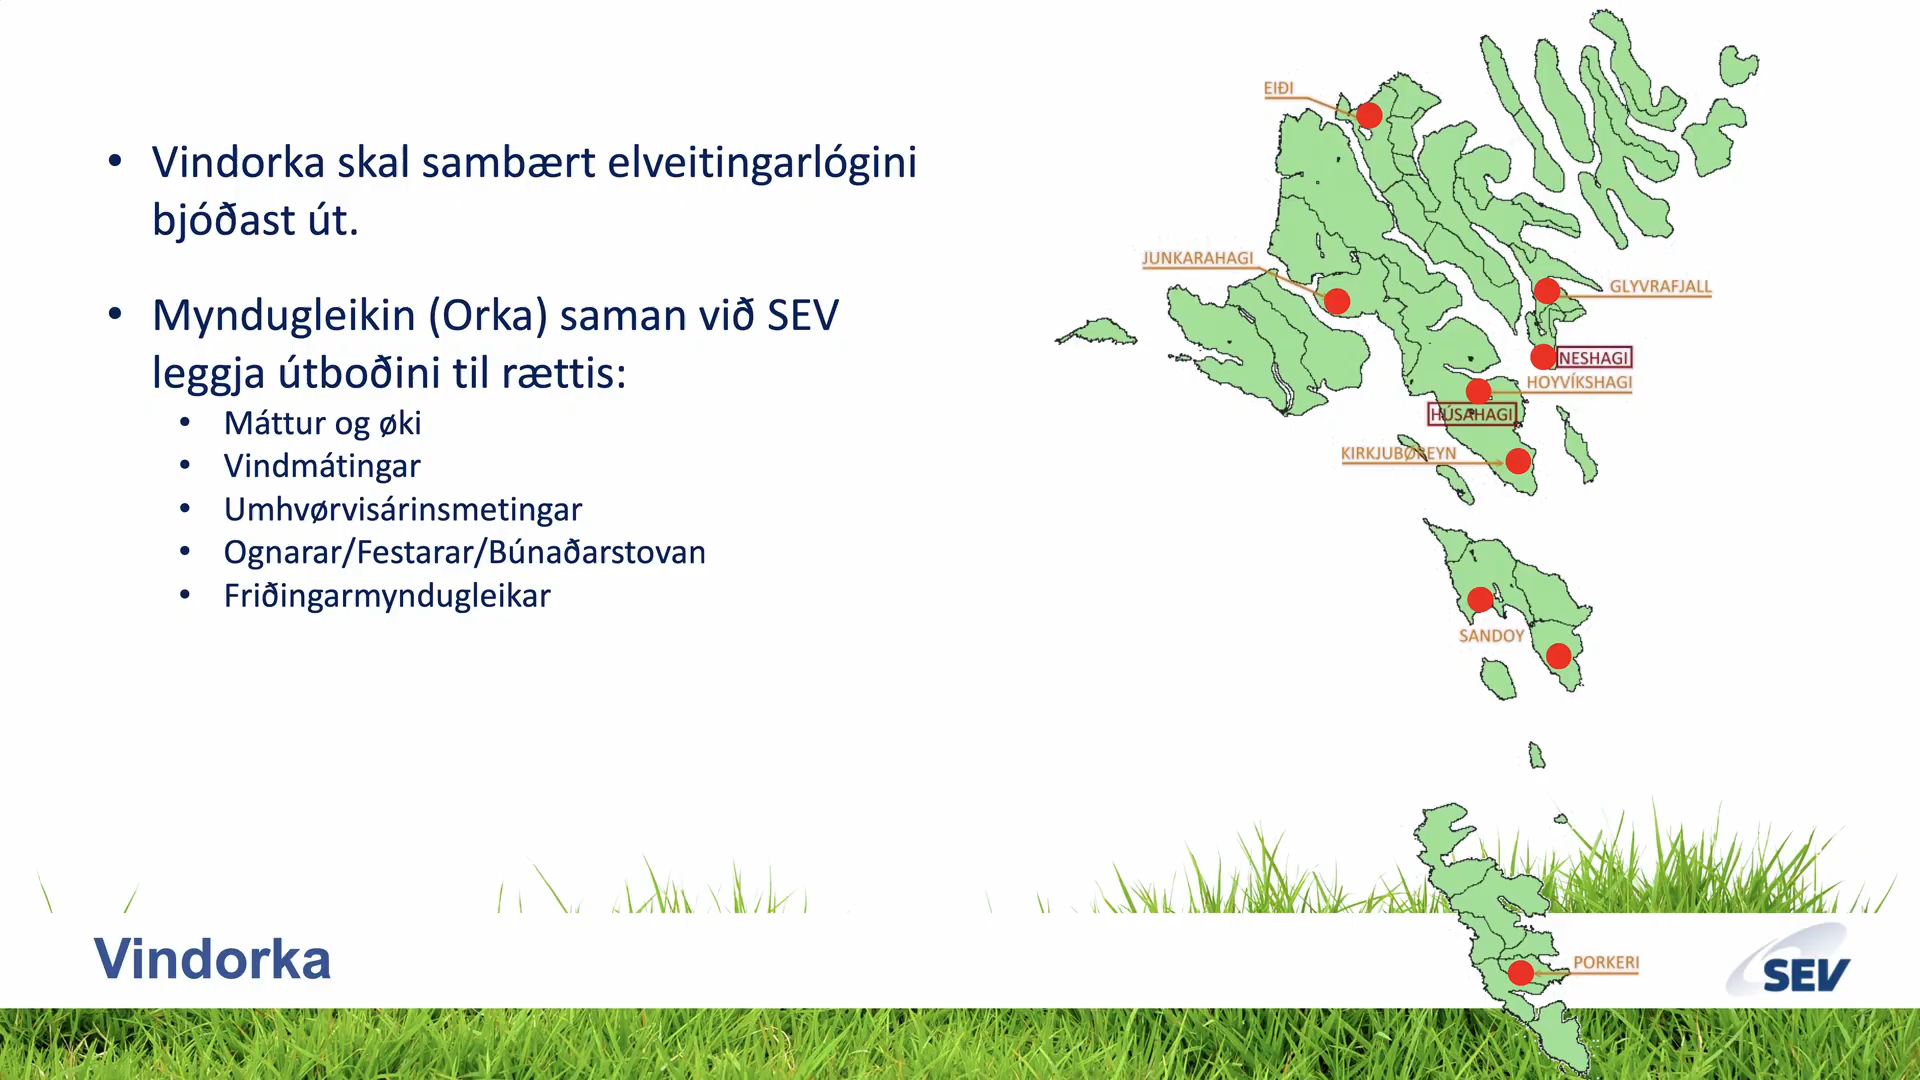 • Vindorka skal sambært elveitingarlógini
bjóðast út.
• Myndugleikin (Orka) saman við SEV
leggja útboðini til rættis:
• Máttur og øki
• Vindmátingar
• Umhvørvisárinsmetingar
• Ognarar/Festarar/Búnaðarstovan
• Friðingarmyndugleikar
EIÐI
JUNKARAHAGI
GLYVRAFJALL
NESHAGI
HOYVÍKSHAGI
HÚSAHAGI
KIRKJUBØREYN
SANDOY
PORKERI
Vindorka
SEV